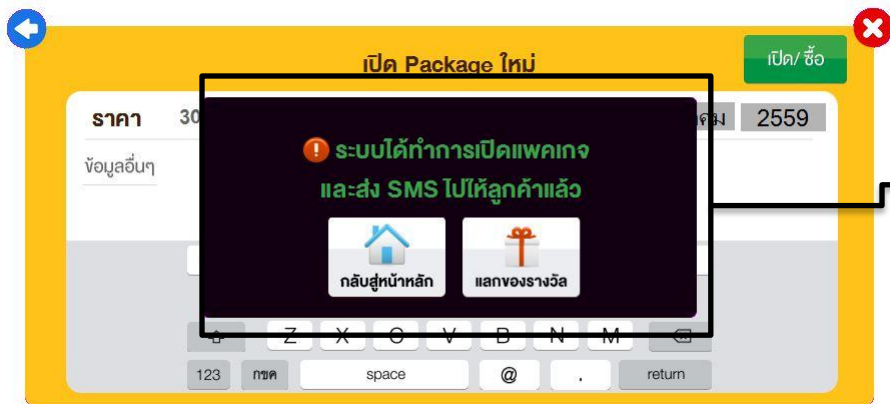 เปิด Package ใหม่
เปิด/ ซื้อ
ราคา 30 2559
ข้อมูลอื่นๆ
ระบบได้ทำการเปิดแพคเกจ
และส่ง SMS ไปให้ลูกค้าแล้ว
กลับสู่หน้าหลัก แลกของรางวัล
Z X V B N M
123 กขค space @ . return